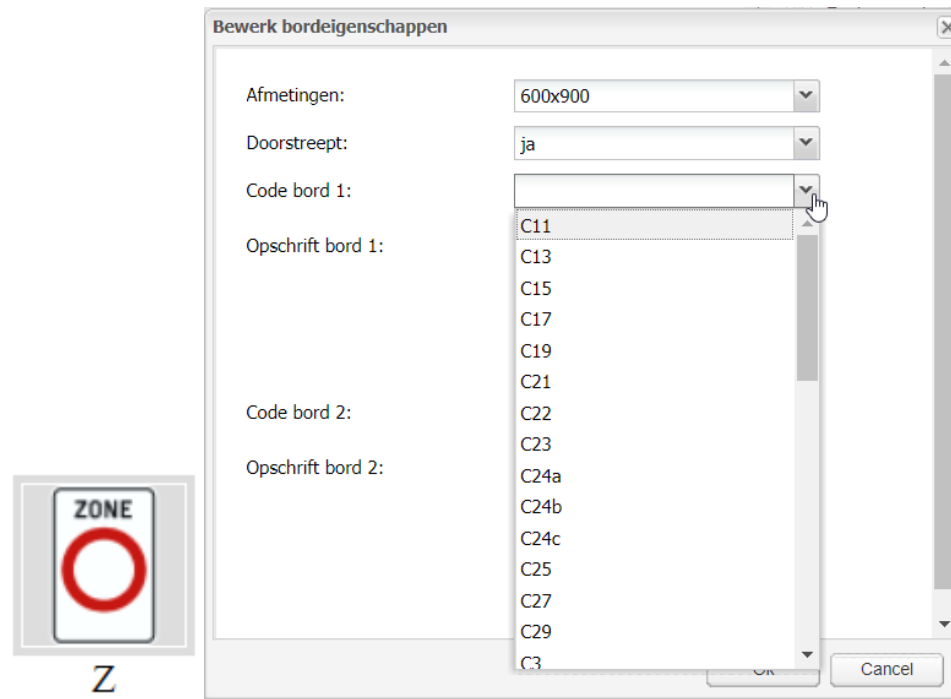 Bewerk bordeigenschappen
Afmetingen: 600x900
Doorstreept: ja
Code bord 1:
C11
C13
Opschrift bord 1:
C15
C17
C19
C21
Code bord 2:
C22
C23
Opschrift bord 2:
C24a
C24b
C24c
C25
C27
C29
C3
Ok Cancel
ZONE
Z